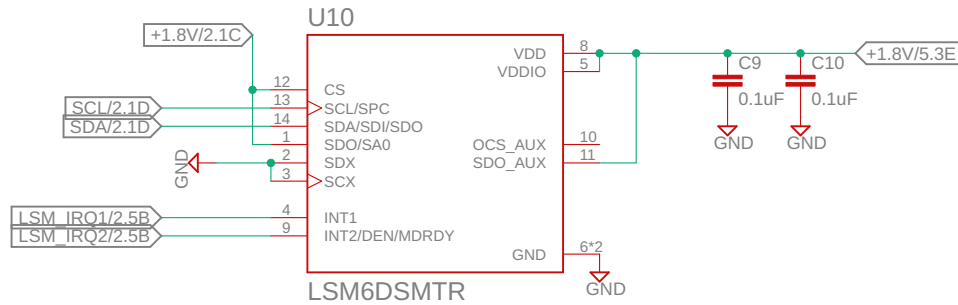 U10
+1.8V/2.1C
VDD
8
+1.8V/5.3E
VDDIO
5
C9
C10
12
CS
0.1uF
0.1uF
SCL/2.1D
13
SCL/SPC
SDA/2.1D
14
SDA/SDI/SDO
1
SDO/SA0
OCS_AUX
10
GND
GND
GND
2
SDX
SDO_AUX
11
3
SCX
LSM_IRQ1/2.5B
4
INT1
LSM_IRQ2/2.5B
9
INT2/DEN/MDRDY
GND
6*2
GND
LSM6DSMTR